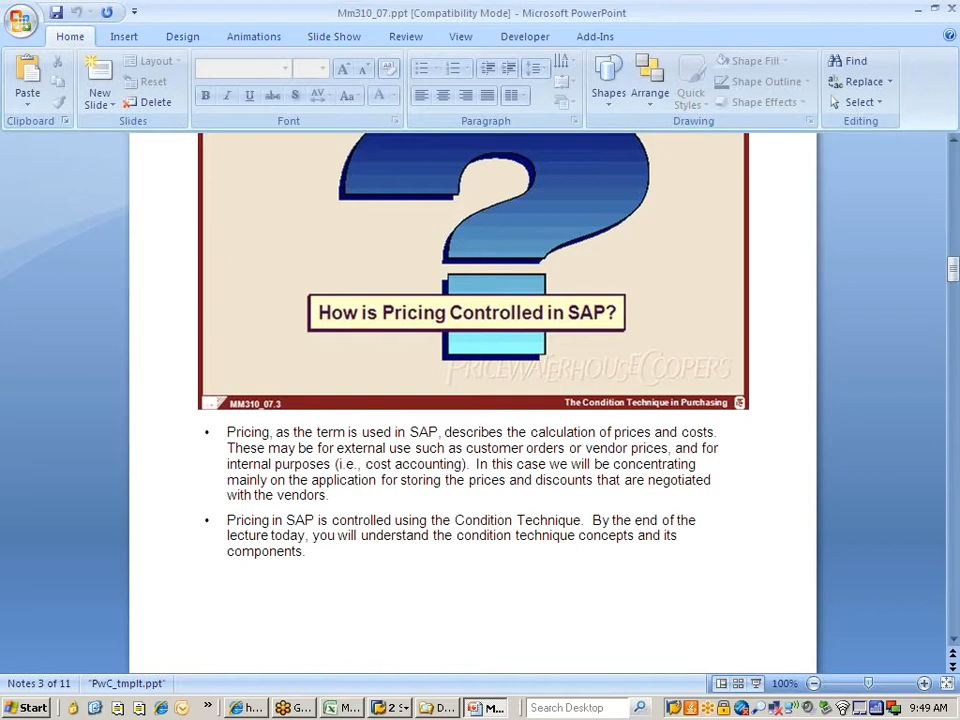 Mm310_07.ppt [Compatibility Mode] - Microsoft PowerPoint
Home Insert Design Animations Slide Show Review View Developer Add-Ins
Paste
New Slide
Layout
Reset
Delete
Shapes Arrange Quick Styles
Shape Fill
Shape Outline
Shape Effects
Find
Replace
Select
Clipboard Slides Font Paragraph Drawing Editing
How is Pricing Controlled in SAP?
PRICEWATERHOUSECOOPERS
MM310_07.3 The Condition Technique in Purchasing
• Pricing, as the term is used in SAP, describes the calculation of prices and costs.
These may be for external use such as customer orders or vendor prices, and for
internal purposes (i.e., cost accounting). In this case we will be concentrating
mainly on the application for storing the prices and discounts that are negotiated
with the vendors.
• Pricing in SAP is controlled using the Condition Technique. By the end of the
lecture today, you will understand the condition technique concepts and its
components.
Notes 3 of 11 "PwC_tmplt.ppt" 100%
Start h... G... M... 2 S D... M... Search Desktop 9:49 AM